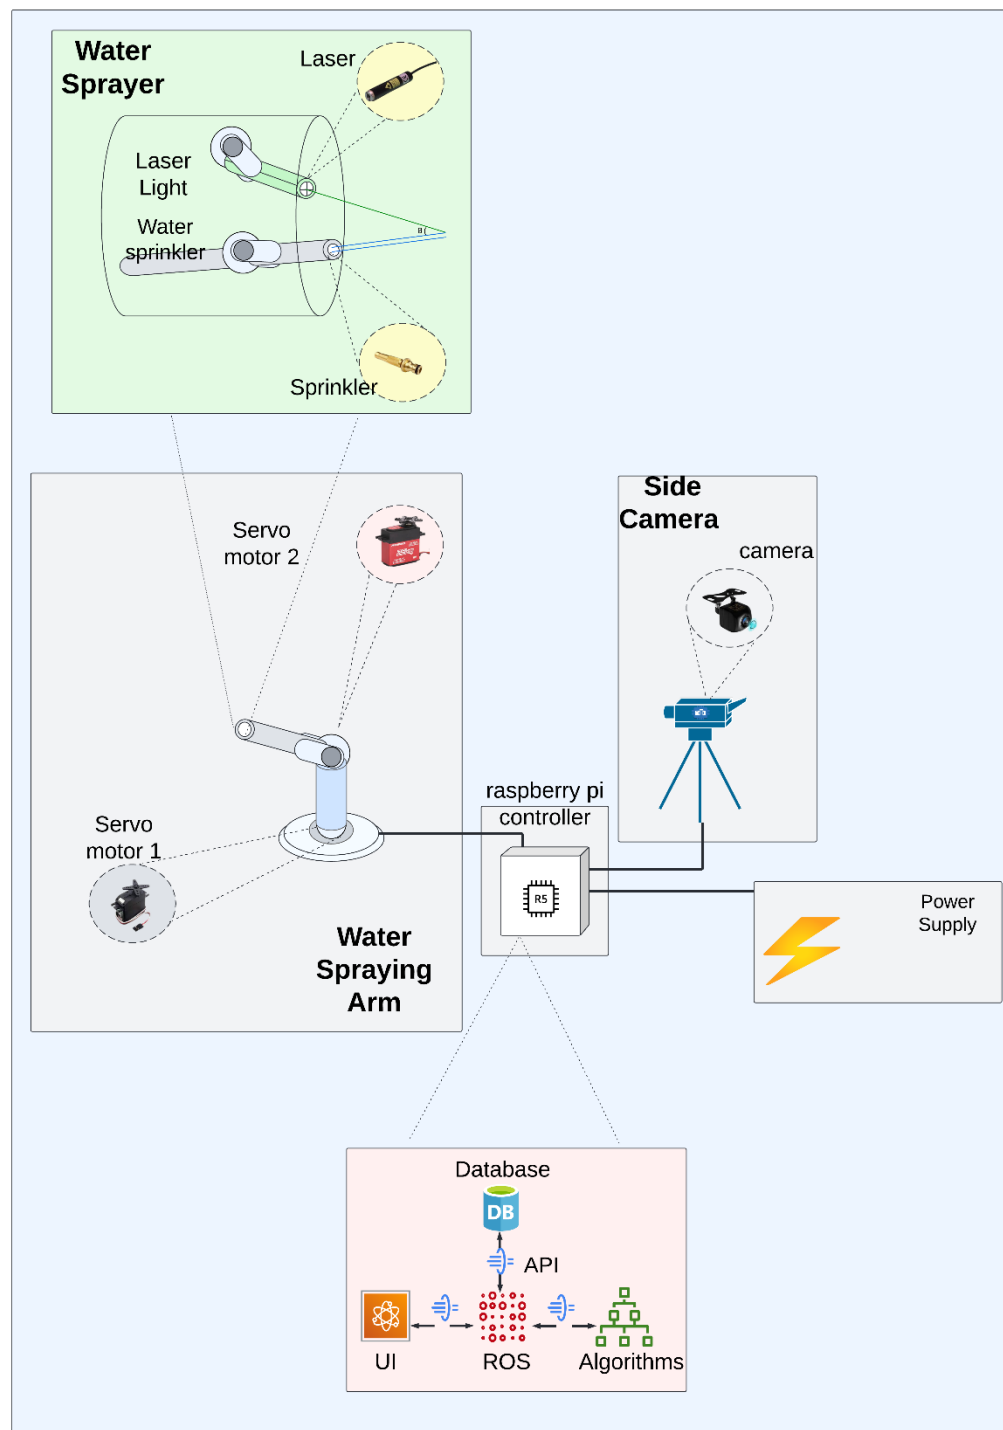 Water
Sprayer
Laser
Laser
Light
Water
sprinkler
Sprinkler
Servo
motor 2
Side
Camera
camera
raspberry pi
controller
Servo
motor 1
R5
Power
Supply
Water
Spraying
Arm
Database
DB
API
UI
ROS
Algorithms